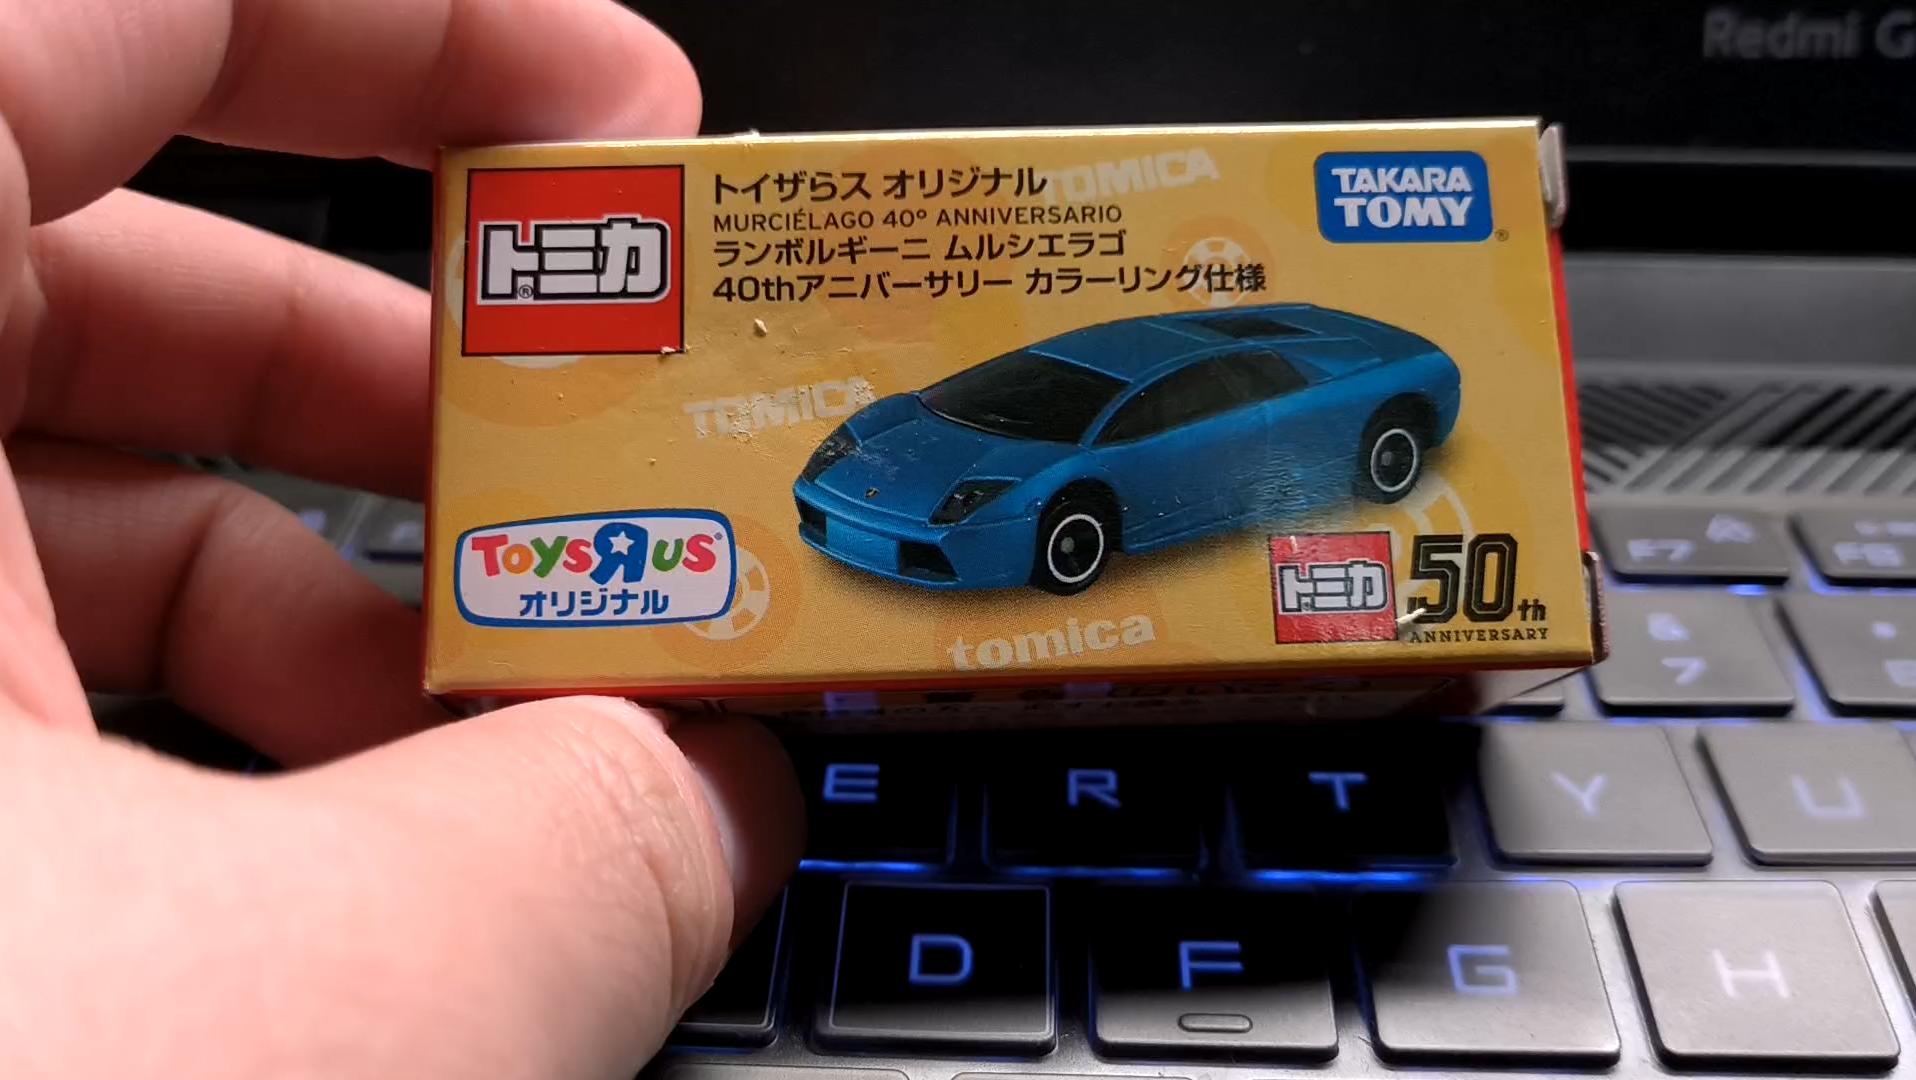 Redmi G
トミカ
トイザらス オリジナル
MURCIÉLAGO 40° ANNIVERSARIO
ランボルギーニ ムルシエラゴ
40thアニバーサリー カラーリング仕様
TOMICA
TAKARA
TOMY
TOMICA
ToysЯus
オリジナル
トミカ
50th
ANNIVERSARY
tomica
F7
7
E
R
T
Y
U
D
F
G
H